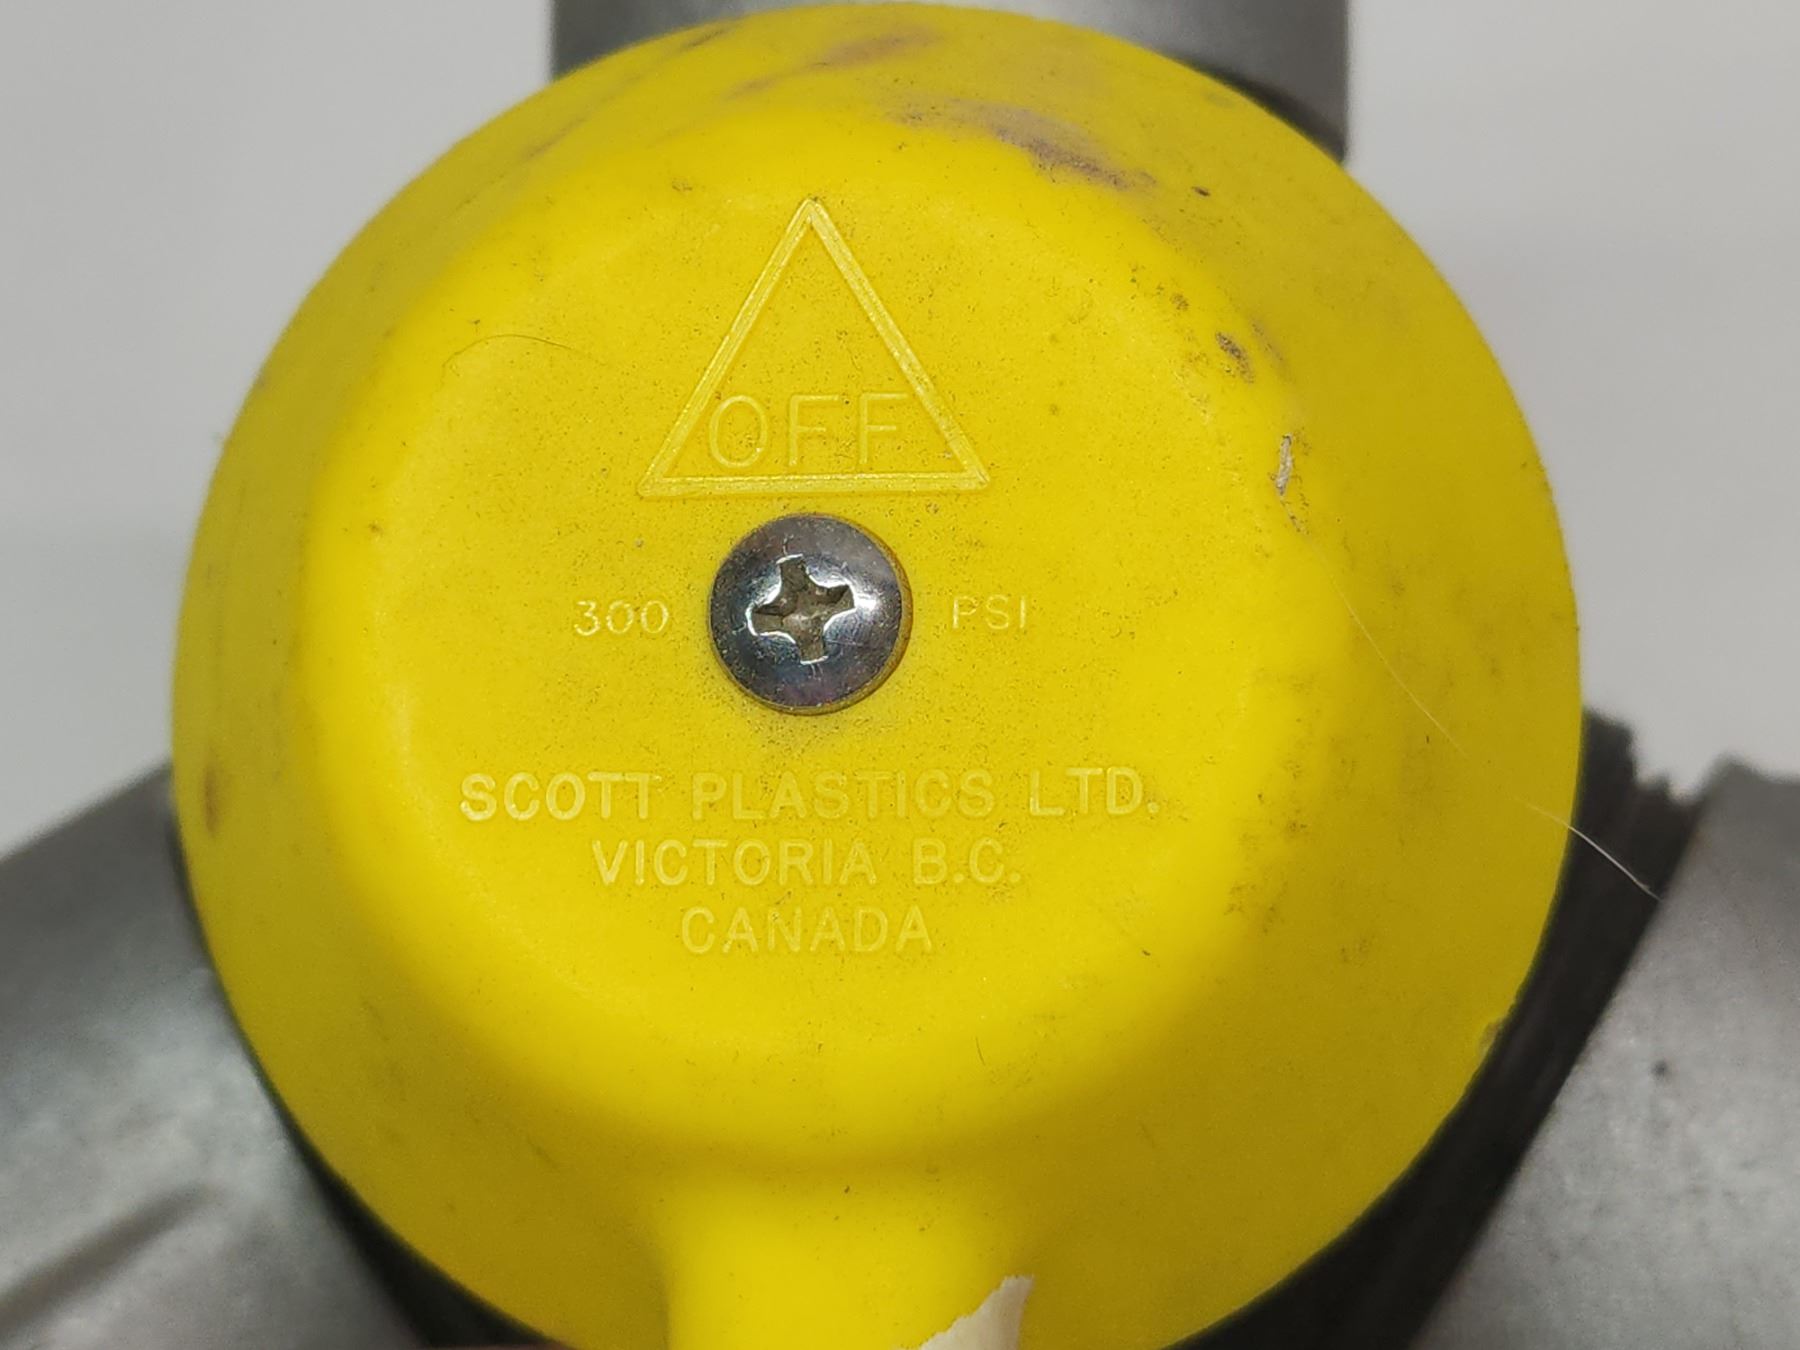 OFF
300 PSI
SCOTT PLASTICS LTD.
VICTORIA B.C.
CANADA